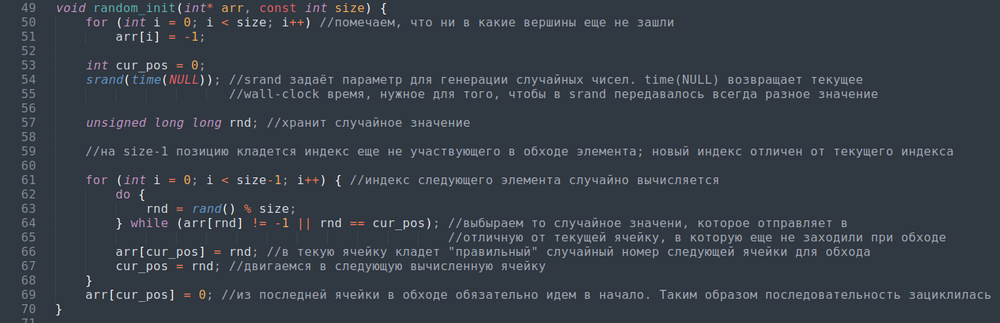 49 void random_init(int* arr, const int size) {
50     for (int i = 0; i < size; i++) //помечаем, что ни в какие вершины еще не зашли
51         arr[i] = -1;
52
53     int cur_pos = 0;
54     srand(time(NULL)); //srand задаёт параметр для генерации случайных чисел. time(NULL) возвращает текущее
55                        //wall-clock время, нужное для того, чтобы в srand передавалось всегда разное значение
56
57     unsigned long long rnd; //хранит случайное значение
58
59     //на size-1 позицию кладется индекс еще не участвующего в обходе элемента; новый индекс отличен от текущего индекса
60
61     for (int i = 0; i < size-1; i++) { //индекс следующего элемента случайно вычисляется
62         do {
63             rnd = rand() % size;
64         } while (arr[rnd] != -1 || rnd == cur_pos); //выбыраем то случайное значени, которое отправляет в
65                                                     //отличную от текущей ячейку, в которую еще не заходили при обходе
66         arr[cur_pos] = rnd; //в текую ячейку кладет "правильный" случайный номер следующей ячейки для обхода
67         cur_pos = rnd; //двигаемся в следующую вычисленную ячейку
68     }
69     arr[cur_pos] = 0; //из последней ячейки в обходе обязательно идем в начало. Таким образом последовательность зациклилась
70 }
71